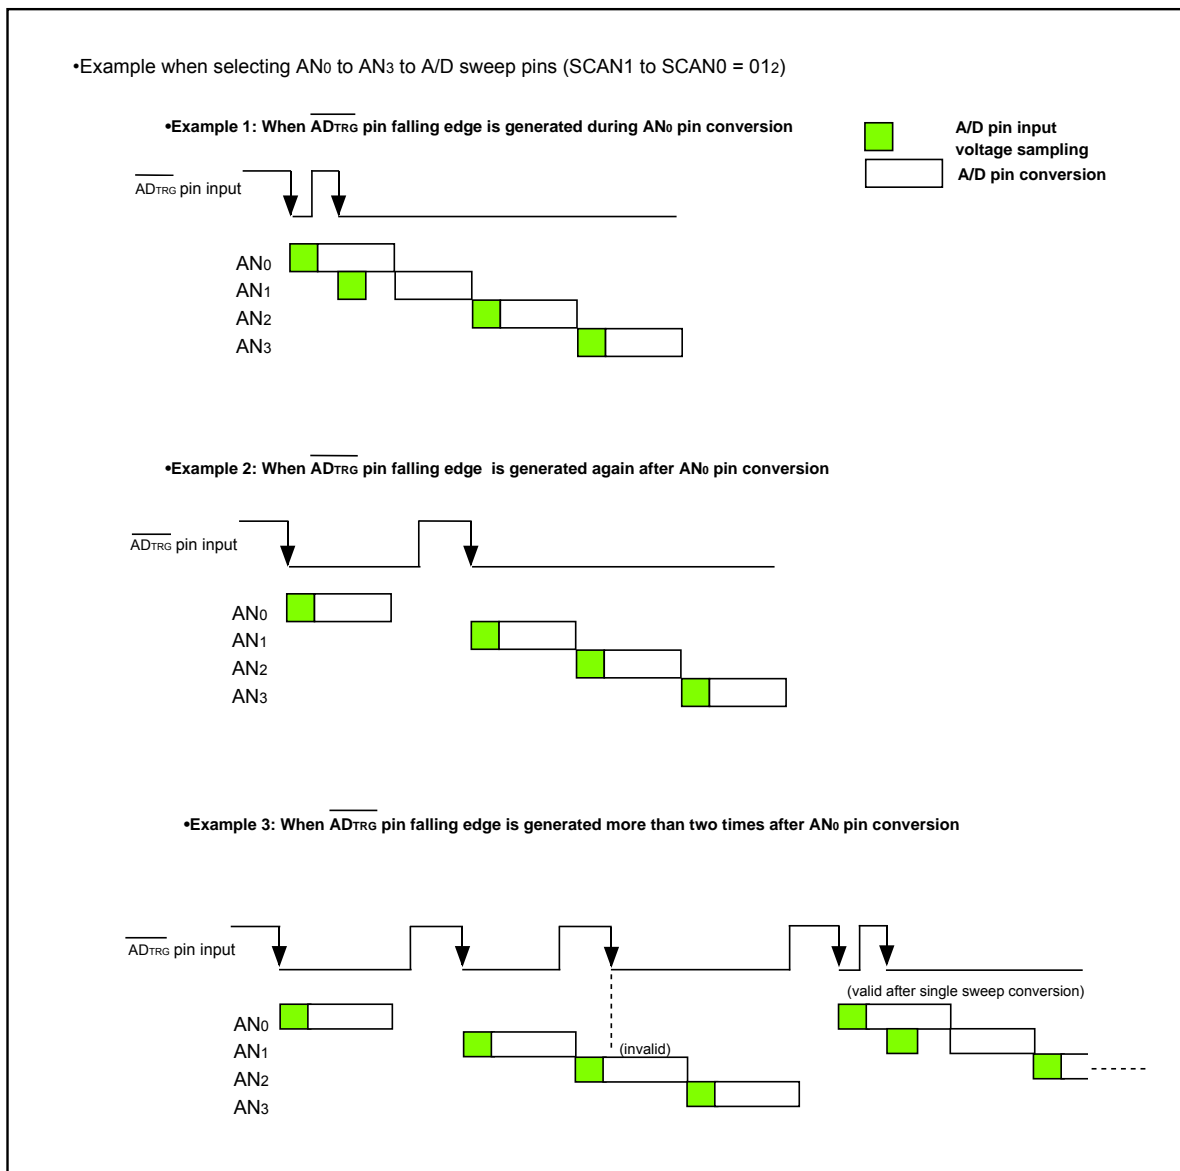 •Example when selecting AN0 to AN3 to A/D sweep pins (SCAN1 to SCAN0 = 012)
•Example 1: When ADTRG pin falling edge is generated during AN0 pin conversion
A/D pin input
voltage sampling
A/D pin conversion
ADTRG pin input
AN0
AN1
AN2
AN3
•Example 2: When ADTRG pin falling edge is generated again after AN0 pin conversion
ADTRG pin input
AN0
AN1
AN2
AN3
•Example 3: When ADTRG pin falling edge is generated more than two times after AN0 pin conversion
ADTRG pin input
(valid after single sweep conversion)
AN0
AN1
(invalid)
AN2
AN3